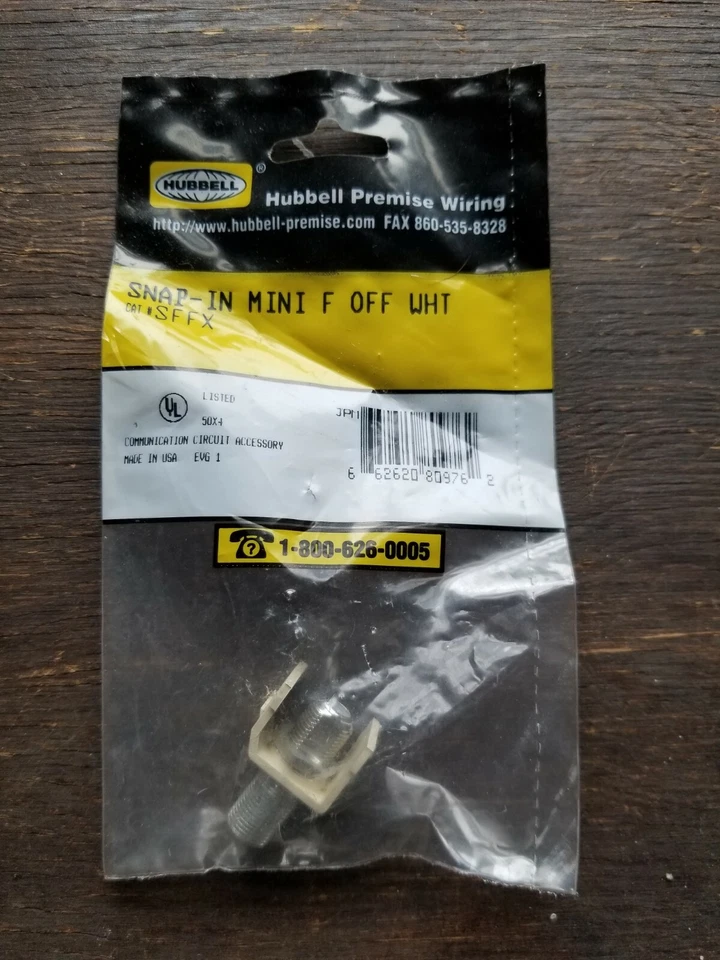 HUBBELL ®
Hubbell Premise Wiring
http://www.hubbell-premise.com FAX 860-535-8328
SNAP-IN MINI F OFF WHT
CAT # SFFX
UL
LISTED
50X4
COMMUNICATION CIRCUIT ACCESSORY
MADE IN USA EVG 1
JPM
6 62620 80976 2
? 1-800-626-0005